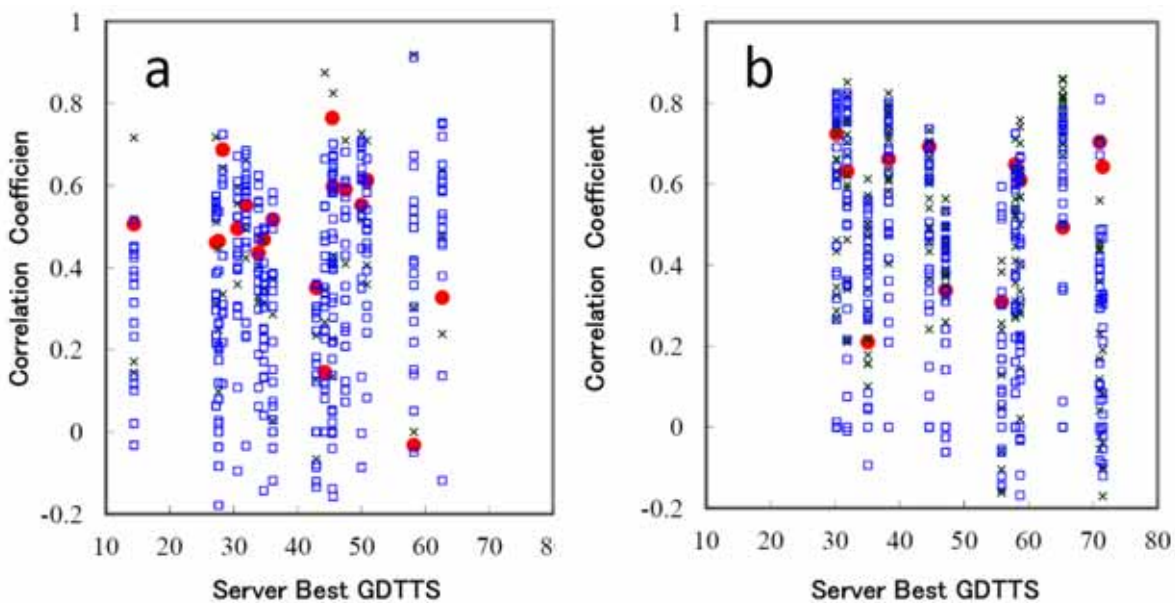 a
Correlation Coefficien
1
0.8
0.6
0.4
0.2
0
-0.2
10 20 30 40 50 60 70 8
Server Best GDTTS
b
Correlation Coefficient
1
0.8
0.6
0.4
0.2
0
-0.2
10 20 30 40 50 60 70 80
Server Best GDTTS